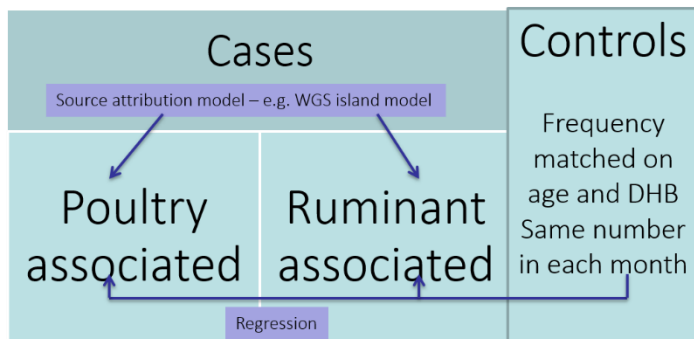 Cases
Source attribution model – e.g. WGS island model
Poultry
associated
Ruminant
associated
Controls
Frequency
matched on
age and DHB
Same number
in each month
Regression